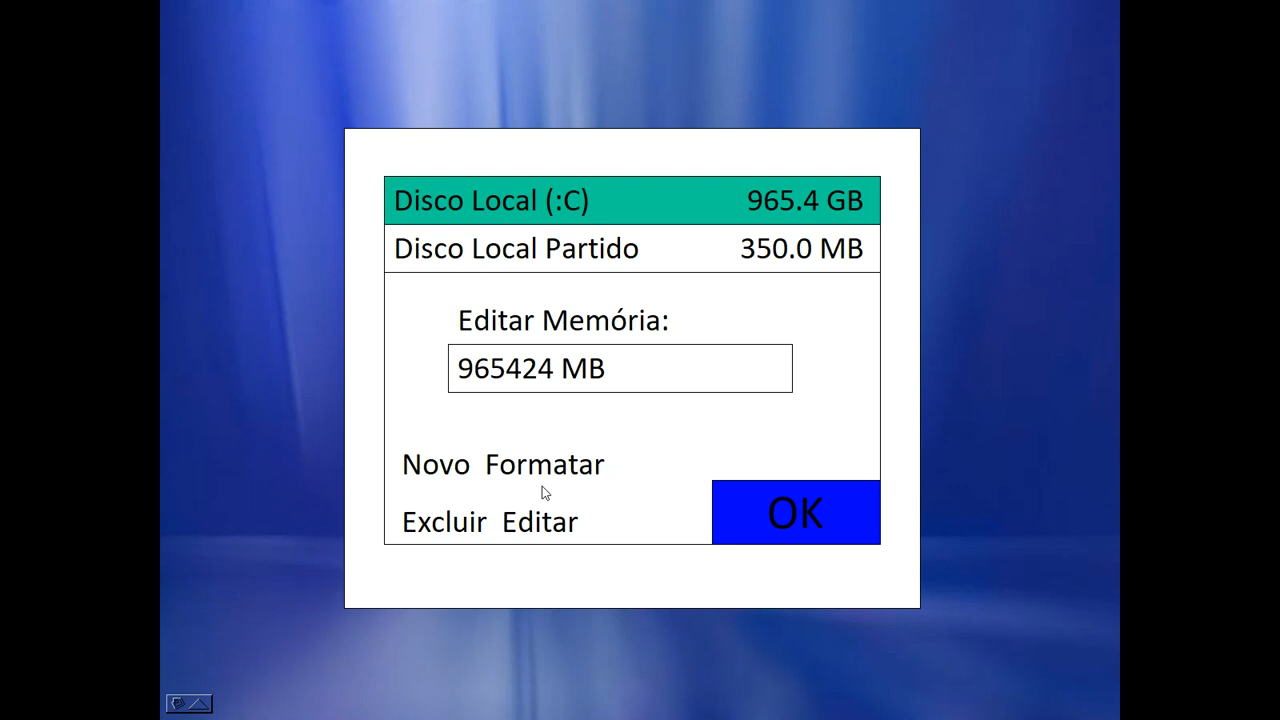 Disco Local (:C) 965.4 GB
Disco Local Partido 350.0 MB
Editar Memória:
965424 MB
Novo Formatar
Excluir Editar
OK